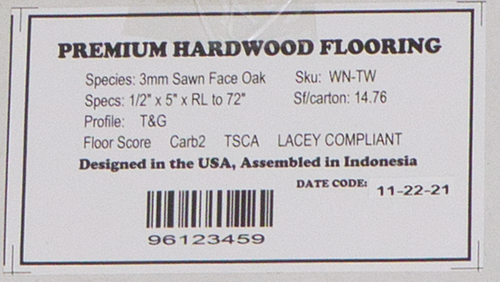 PREMIUM HARDWOOD FLOORING
Species: 3mm Sawn Face Oak Sku: WN-TW
Specs: 1/2" x 5" x RL to 72" Sf/carton: 14.76
Profile: T&G
Floor Score Carb2 TSCA LACEY COMPLIANT
Designed in the USA, Assembled in Indonesia
DATE CODE: 11-22-21
96123459